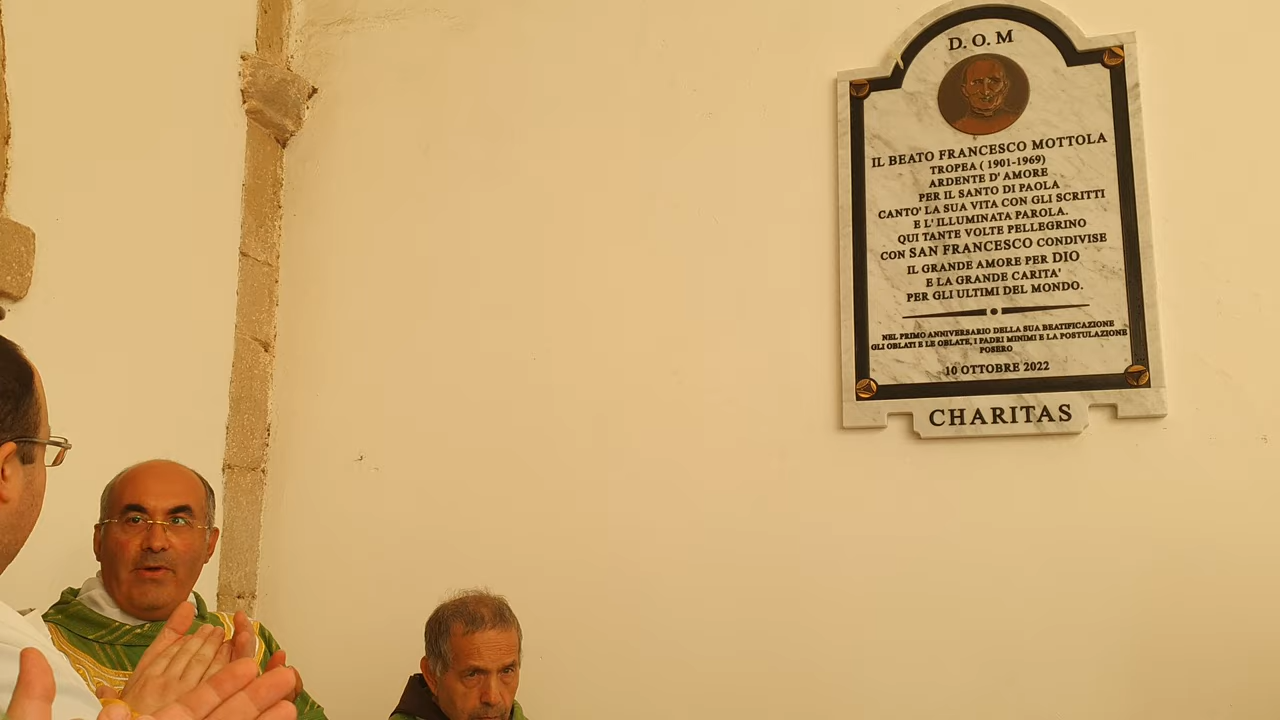 D. O. M
IL BEATO FRANCESCO MOTTOLA
TROPEA ( 1901-1969)
ARDENTE D' AMORE
PER IL SANTO DI PAOLA
CANTO' LA SUA VITA CON GLI SCRITTI
E L' ILLUMINATA PAROLA.
QUI TANTE VOLTE PELLEGRINO
CON SAN FRANCESCO CONDIVISE
IL GRANDE AMORE PER DIO
E LA GRANDE CARITA'
PER GLI ULTIMI DEL MONDO.
NEL PRIMO ANNIVERSARIO DELLA SUA BEATIFICAZIONE
GLI OBLATI E LE OBLATE, I PADRI MINIMI E LA POSTULAZIONE
POSERO
10 OTTOBRE 2022
CHARITAS